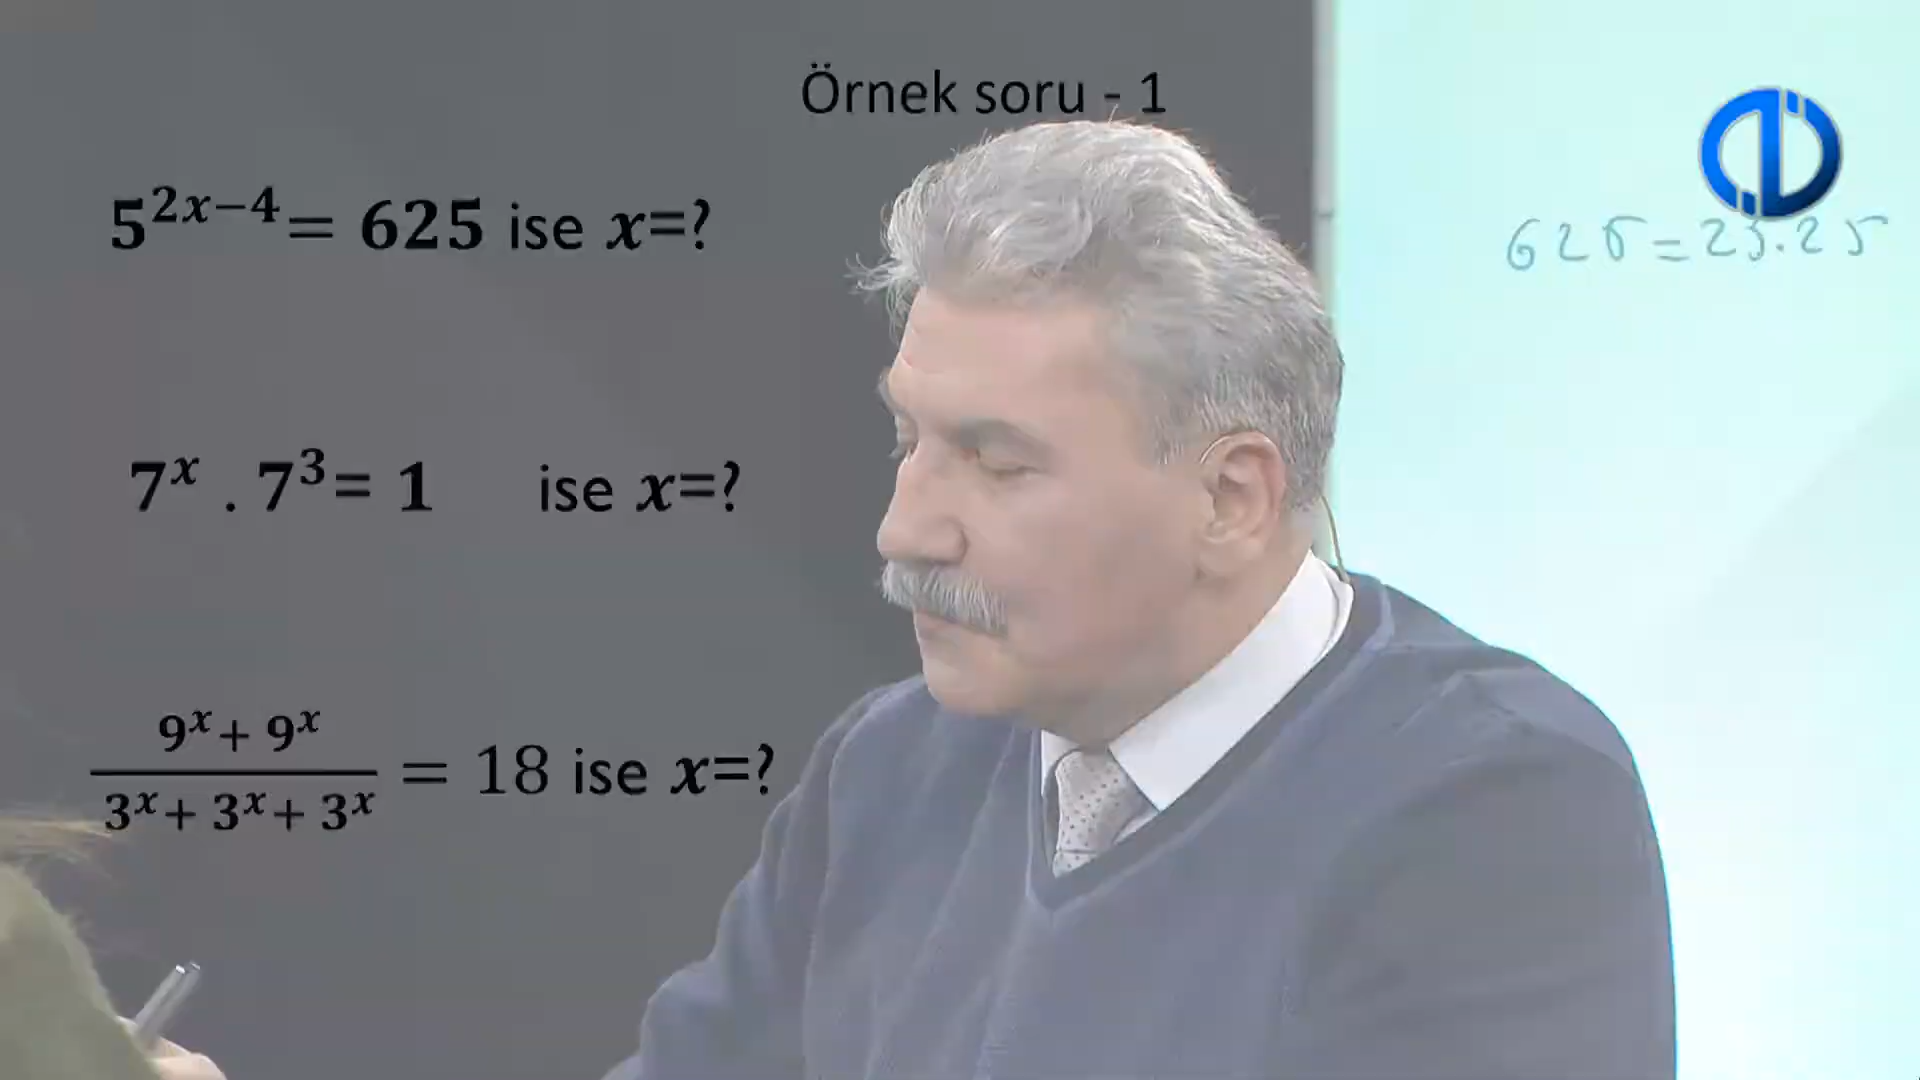 Örnek soru - 1
5^{2x-4} = 625 ise x=?
625 = 25.25
7^x . 7^3 = 1 ise x=?
\frac{9^x + 9^x}{3^x + 3^x + 3^x} = 18 ise x=?